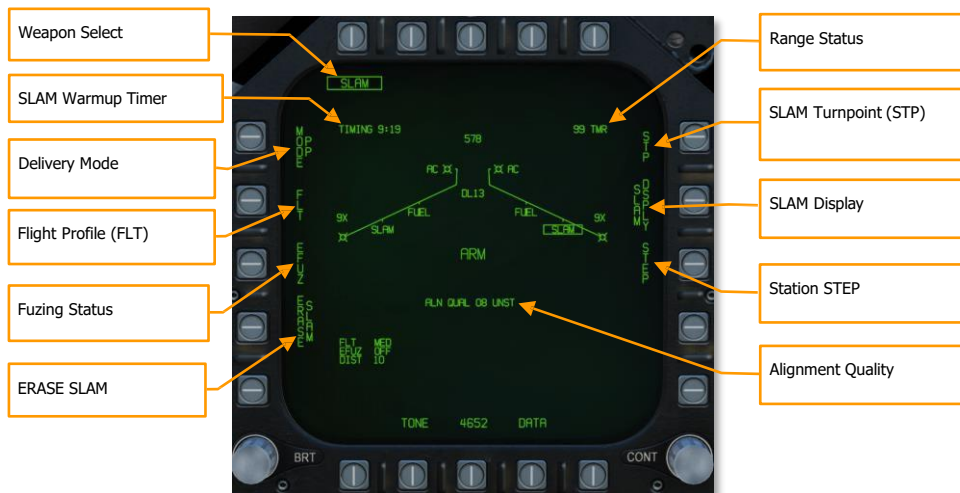 Weapon Select
SLAM Warmup Timer
Delivery Mode
Flight Profile (FLT)
Fuzing Status
ERASE SLAM
SLAM
TIMING 9:19
578
99 TMR
MODE
PP
FLT
EFUZ
ERASE
SLAM
AC
AC
DL13
9X
FUEL
FUEL
9X
SLAM
SLAM
ARM
ALN QUAL 08 UNST
FLT MED
EFUZ OFF
DIST 10
TONE 4652 DATA
STP
DSPLY
SLAM
STEP
BRT
CONT
Range Status
SLAM Turnpoint (STP)
SLAM Display
Station STEP
Alignment Quality